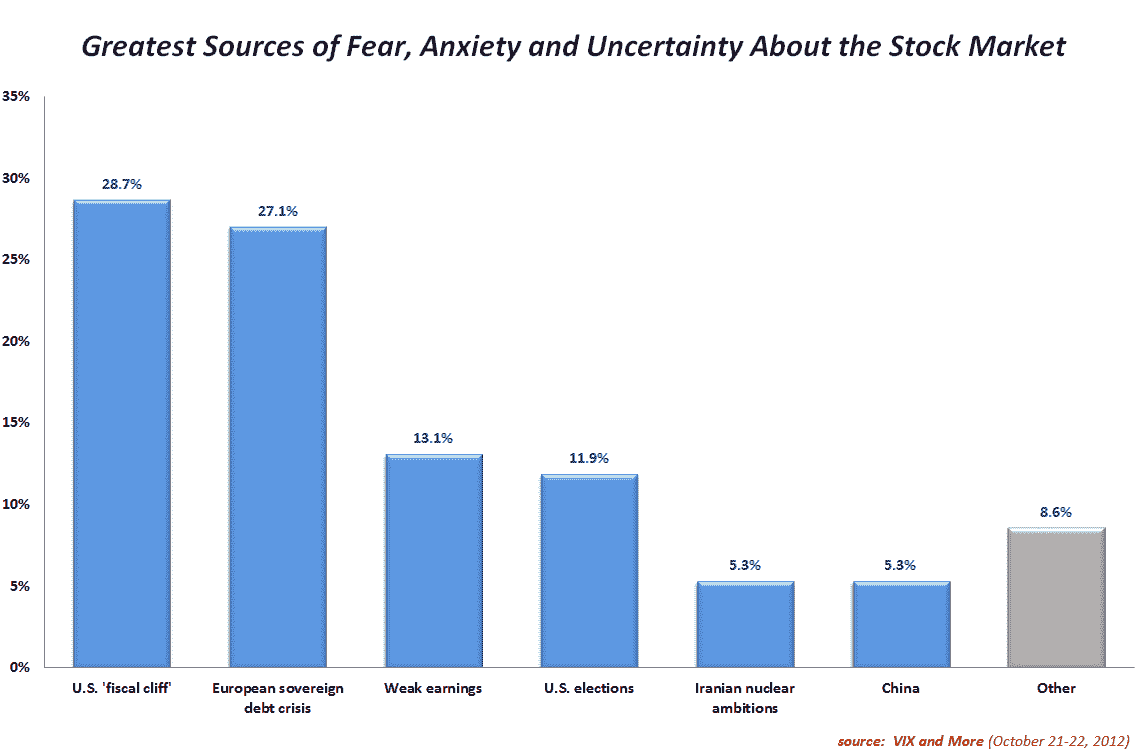 Greatest Sources of Fear, Anxiety and Uncertainty About the Stock Market
35%
30%
25%
20%
15%
10%
5%
0%
28.7%
27.1%
13.1%
11.9%
5.3%
5.3%
8.6%
U.S. 'fiscal cliff'
European sovereign
debt crisis
Weak earnings
U.S. elections
Iranian nuclear
ambitions
China
Other
source: VIX and More (October 21-22, 2012)